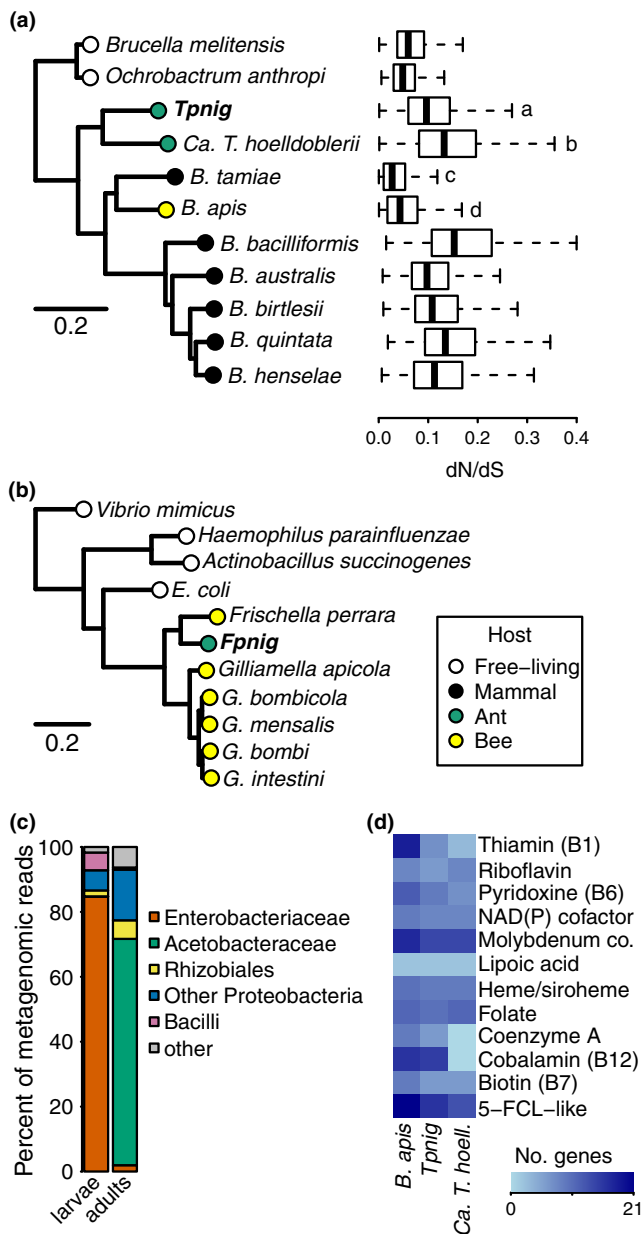 (a)
Brucella melitensis
Ochrobactrum anthropi
Tpnig
a
Ca. T. hoelldoblerii
b
B. tamiae
c
B. apis
d
B. bacilliformis
B. australis
B. birtlesii
B. quintata
B. henselae
0.2
0.0 0.1 0.2 0.3 0.4
dN/dS
(b)
Vibrio mimicus
Haemophilus parainfluenzae
Actinobacillus succinogenes
E. coli
Frischella perrara
Fpnig
Gilliamella apicola
G. bombicola
G. mensalis
G. bombi
G. intestini
0.2
Host
Free−living
Mammal
Ant
Bee
(c)
Percent of metagenomic reads
100
80
60
40
20
0
larvae
adults
Enterobacteriaceae
Acetobacteraceae
Rhizobiales
Other Proteobacteria
Bacilli
other
(d)
Thiamin (B1)
Riboflavin
Pyridoxine (B6)
NAD(P) cofactor
Molybdenum co.
Lipoic acid
Heme/siroheme
Folate
Coenzyme A
Cobalamin (B12)
Biotin (B7)
5−FCL−like
B. apis
Tpnig
Ca. T. hoell.
No. genes
0 21